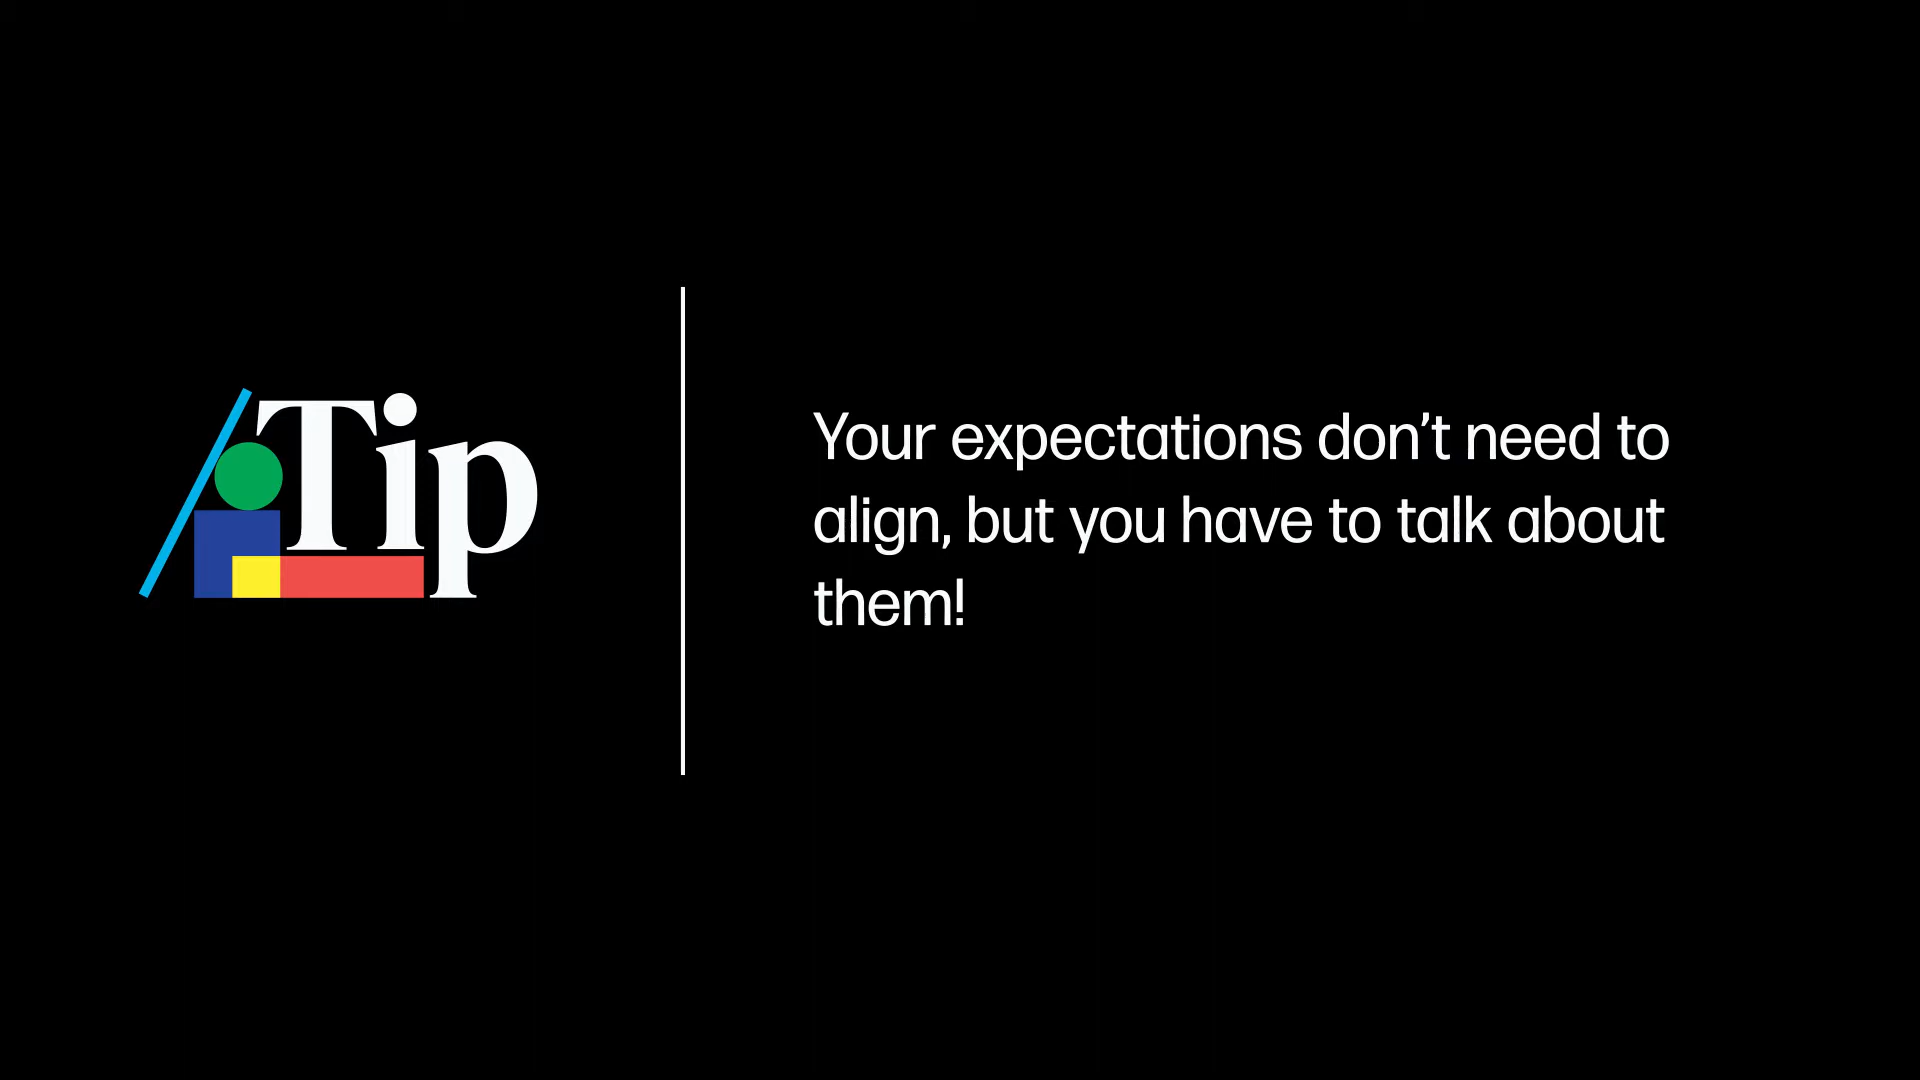 Tip
Your expectations don’t need to
align, but you have to talk about
them!